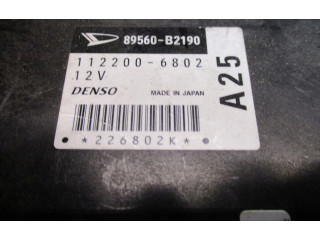 89560-B2190
112200-6802
12V
DENSO MADE IN JAPAN
*226802K*
A25